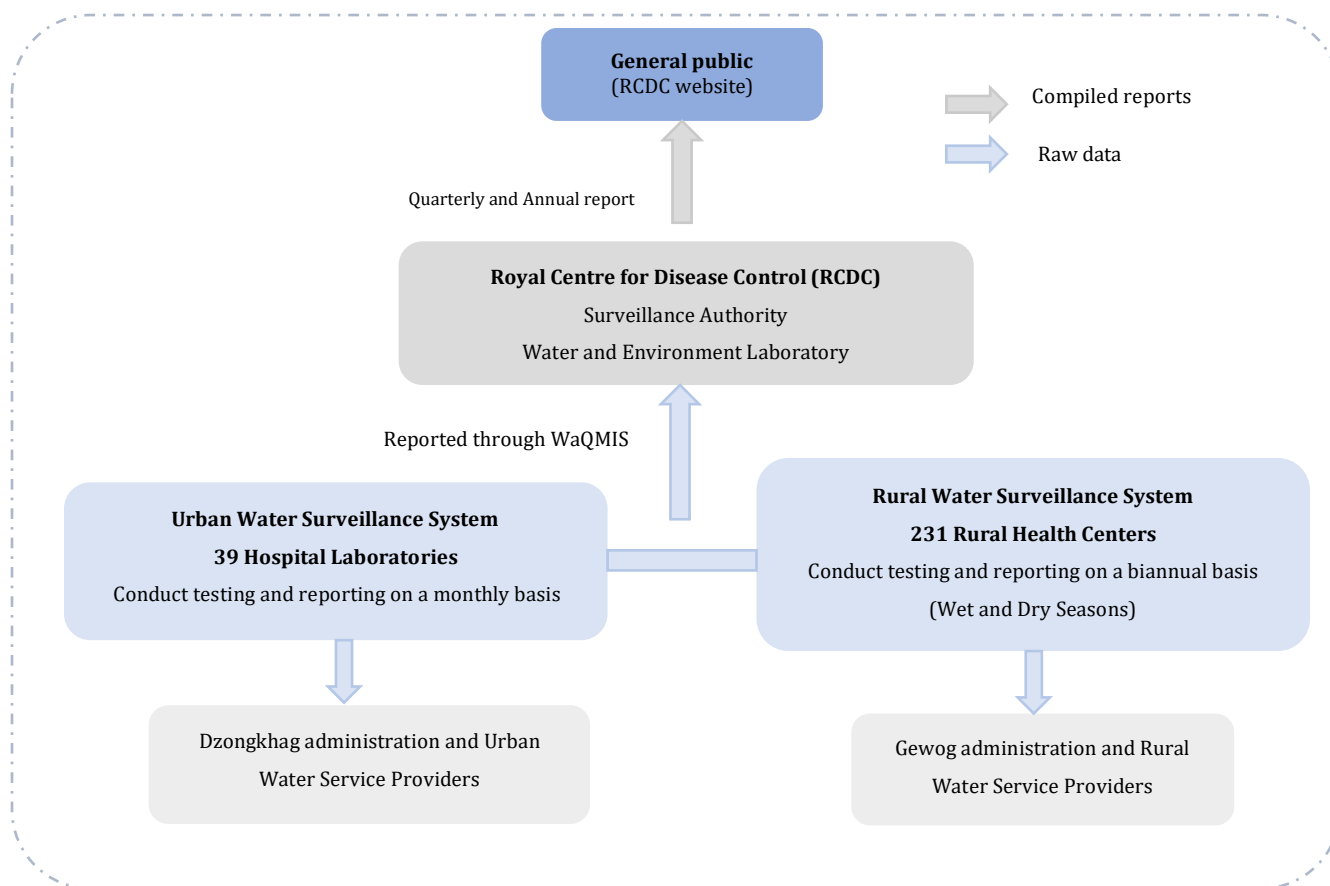 General public
(RCDC website)
Compiled reports
Raw data
Quarterly and Annual report
Royal Centre for Disease Control (RCDC)
Surveillance Authority
Water and Environment Laboratory
Reported through WaQMIS
Urban Water Surveillance System
39 Hospital Laboratories
Conduct testing and reporting on a monthly basis
Rural Water Surveillance System
231 Rural Health Centers
Conduct testing and reporting on a biannual basis
(Wet and Dry Seasons)
Dzongkhag administration and Urban
Water Service Providers
Gewog administration and Rural
Water Service Providers